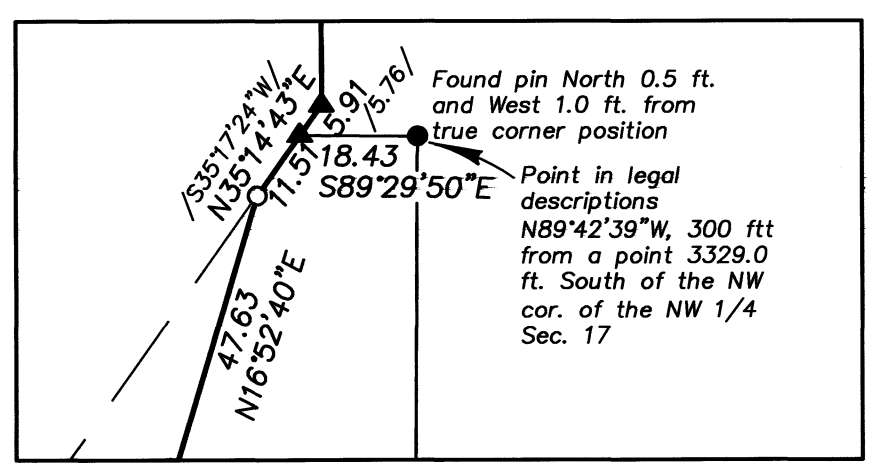 /S35°17'24"W/
N35°14'43"E
11.51
5.91
/5.76/
Found pin North 0.5 ft.
and West 1.0 ft. from
true corner position
18.43
S89°29'50"E
Point in legal
descriptions
N89°42'39"W, 300 ftt
from a point 3329.0
ft. South of the NW
cor. of the NW 1/4
Sec. 17
47.63
N16°52'40"E